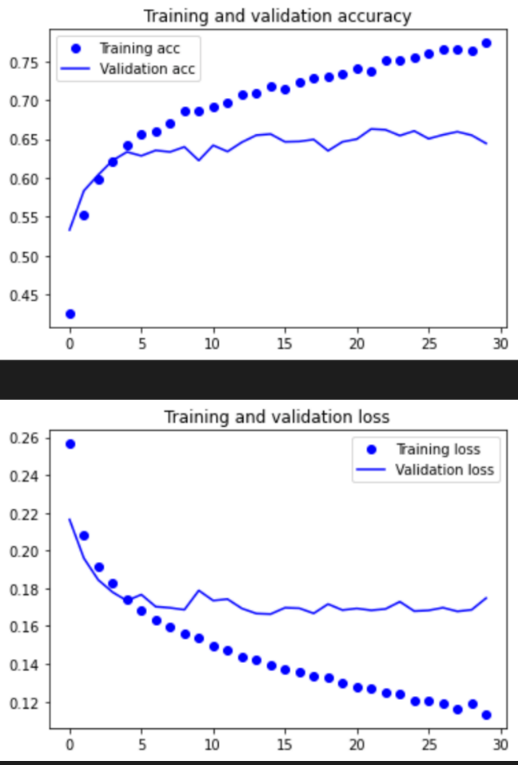 Training and validation accuracy
Training acc
Validation acc
0.75
0.70
0.65
0.60
0.55
0.50
0.45
0 5 10 15 20 25 30
Training and validation loss
0.26
Training loss
Validation loss
0.24
0.22
0.20
0.18
0.16
0.14
0.12
0 5 10 15 20 25 30